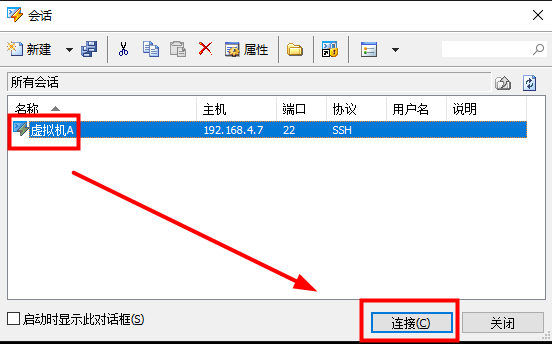 会话
新建 属性
所有会话
名称 主机 端口 协议 用户名 说明
虚拟机A 192.168.4.7 22 SSH
启动时显示此对话框(S) 连接(C) 关闭